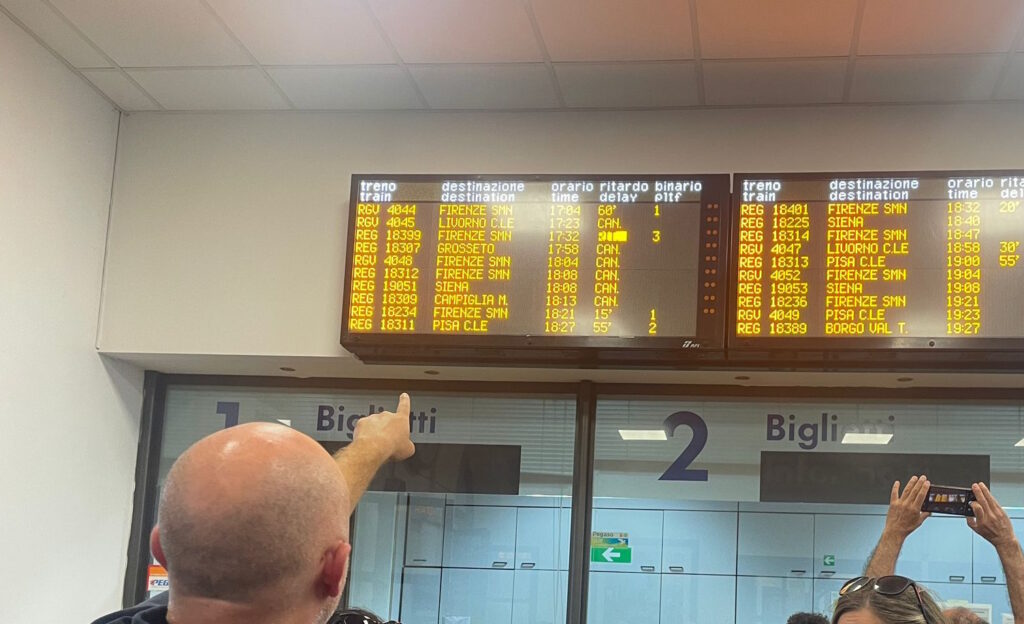 treno destinazione orario ritardo binario
train destination time delay pltf
RGV 4044 FIRENZE SMN 17:04 60' 1
RGV 4045 LIVORNO C.LE 17:23 CAN.
REG 18399 FIRENZE SMN 17:32 3
REG 18307 GROSSETO 17:58 CAN.
RGV 4048 FIRENZE SMN 18:04 CAN.
REG 18312 FIRENZE SMN 18:08 CAN.
REG 19051 SIENA 18:08 CAN.
REG 18309 CAMPIGLIA M. 18:13 CAN.
REG 18234 FIRENZE SMN 18:21 15' 1
REG 18311 PISA C.LE 18:27 55' 2
treno destinazione orario rita
train destination time de
REG 18401 FIRENZE SMN 18:32 20'
REG 18225 SIENA 18:40
REG 18314 FIRENZE SMN 18:47
RGV 4047 LIVORNO C.LE 18:58 30'
REG 18313 PISA C.LE 19:00 55'
RGV 4052 FIRENZE SMN 19:04
REG 19053 SIENA 19:08
REG 18236 FIRENZE SMN 19:21
RGV 4049 PISA C.LE 19:23
REG 18389 BORGO VAL T. 19:27
1 Biglietti
2 Biglietti
Pegaso
PEG